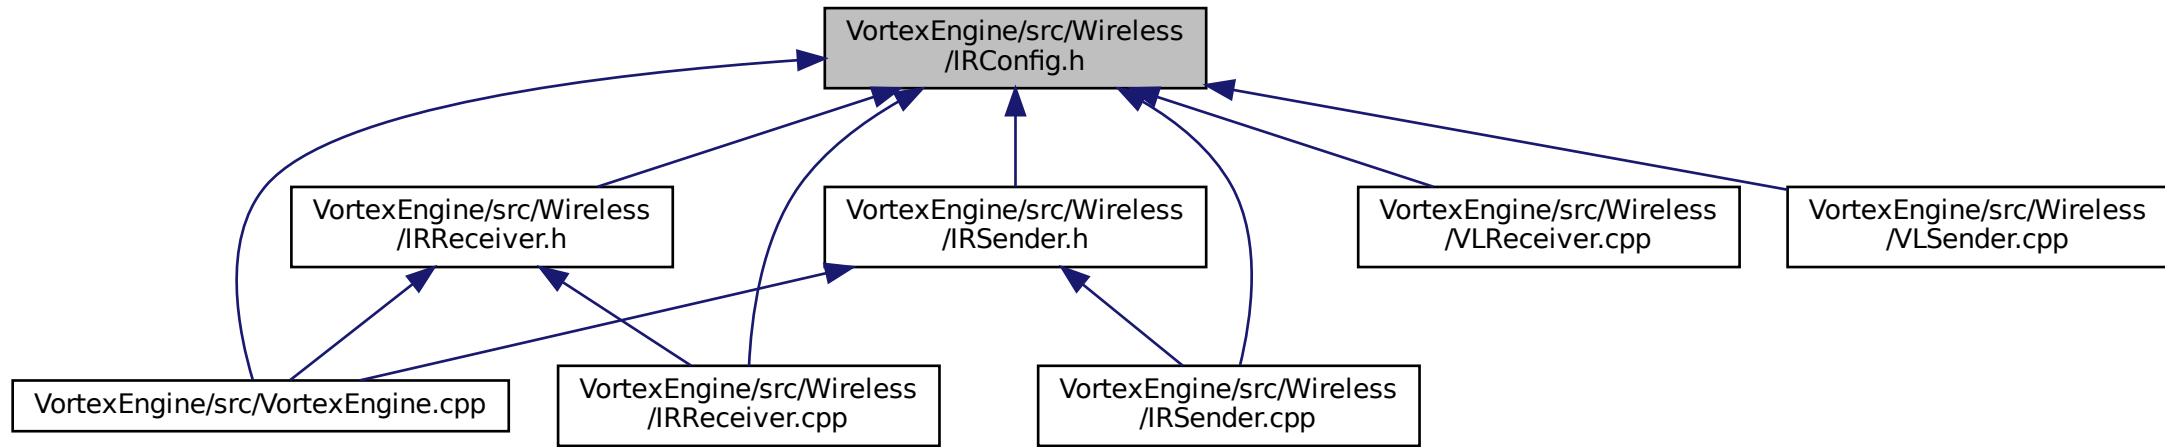 VortexEngine/src/Wireless
/IRConfig.h
VortexEngine/src/Wireless
/IRReceiver.h
VortexEngine/src/Wireless
/IRSender.h
VortexEngine/src/Wireless
/VLReceiver.cpp
VortexEngine/src/Wireless
/VLSender.cpp
VortexEngine/src/VortexEngine.cpp
VortexEngine/src/Wireless
/IRReceiver.cpp
VortexEngine/src/Wireless
/IRSender.cpp